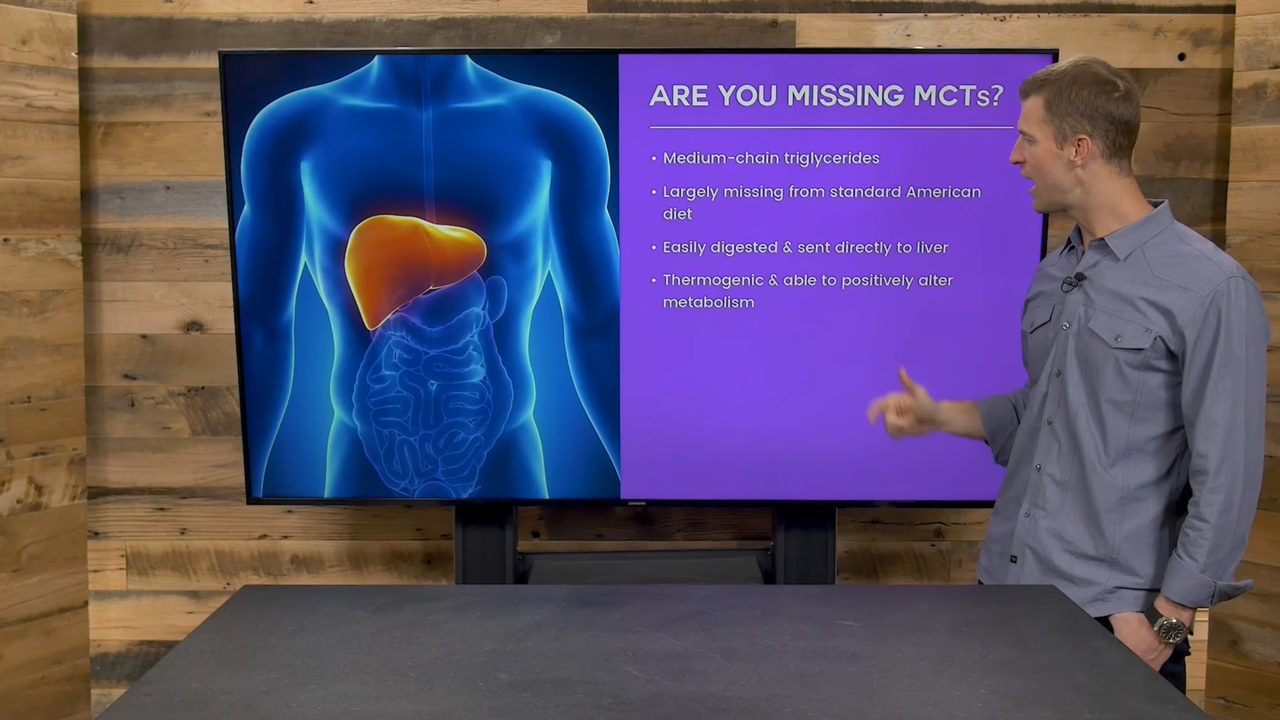 ARE YOU MISSING MCTs?
• Medium-chain triglycerides
• Largely missing from standard American
diet
• Easily digested & sent directly to liver
• Thermogenic & able to positively alter
metabolism
SAMSUNG